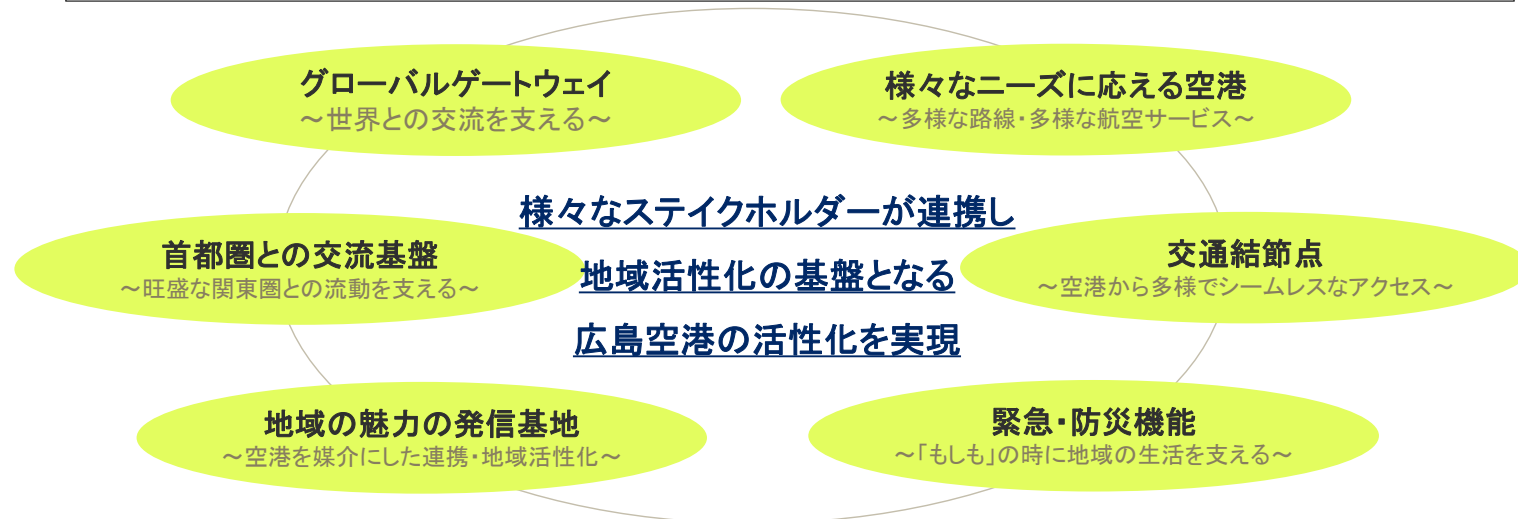 グローバルゲートウェイ
～世界との交流を支える～
様々なニーズに応える空港
～多様な路線・多様な航空サービス～
様々なステイクホルダーが連携し
地域活性化の基盤となる
広島空港の活性化を実現
首都圏との交流基盤
～旺盛な関東圏との流動を支える～
交通結節点
～空港から多様でシームレスなアクセス～
地域の魅力の発信基地
～空港を媒介にした連携・地域活性化～
緊急・防災機能
～「もしも」の時に地域の生活を支える～